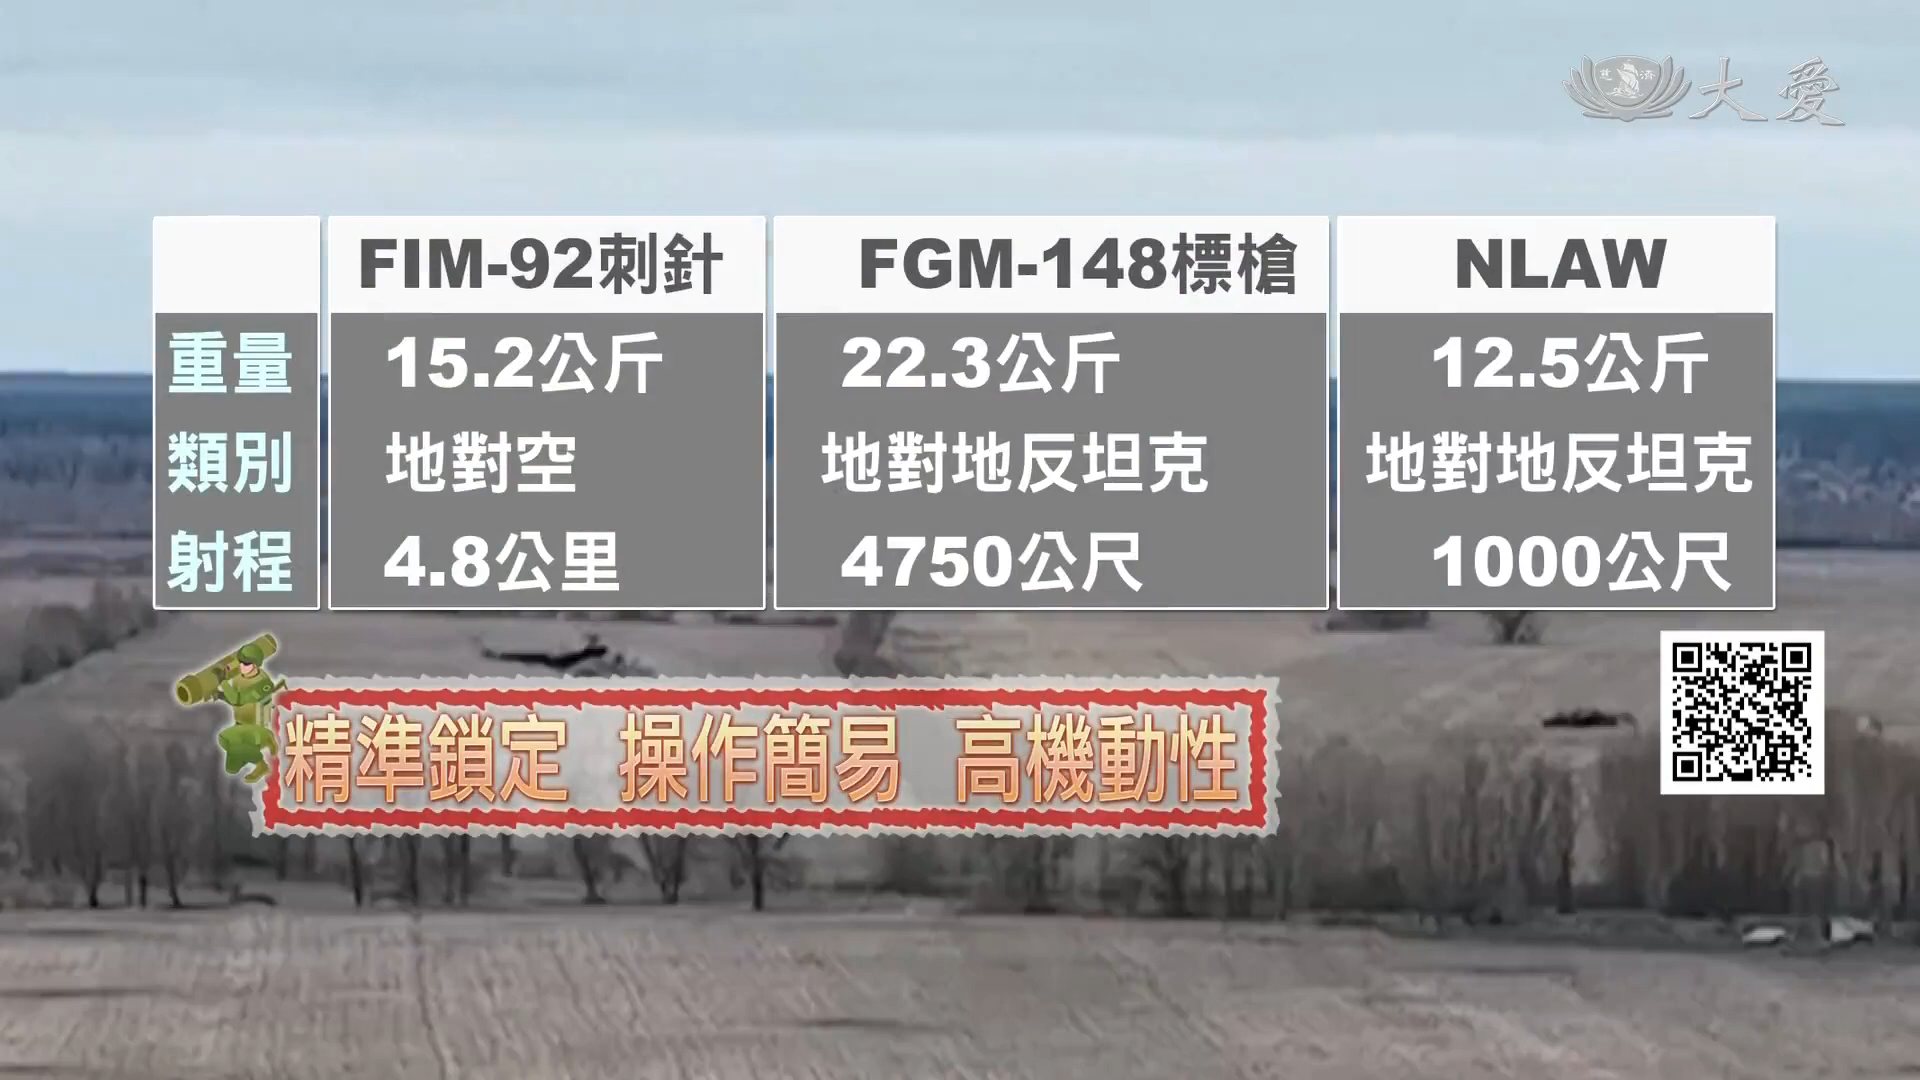 慈濟
大愛
FIM-92刺針 FGM-148標槍 NLAW
重量 15.2公斤 22.3公斤 12.5公斤
類別 地對空 地對地反坦克 地對地反坦克
射程 4.8公里 4750公尺 1000公尺
精準鎖定 操作簡易 高機動性